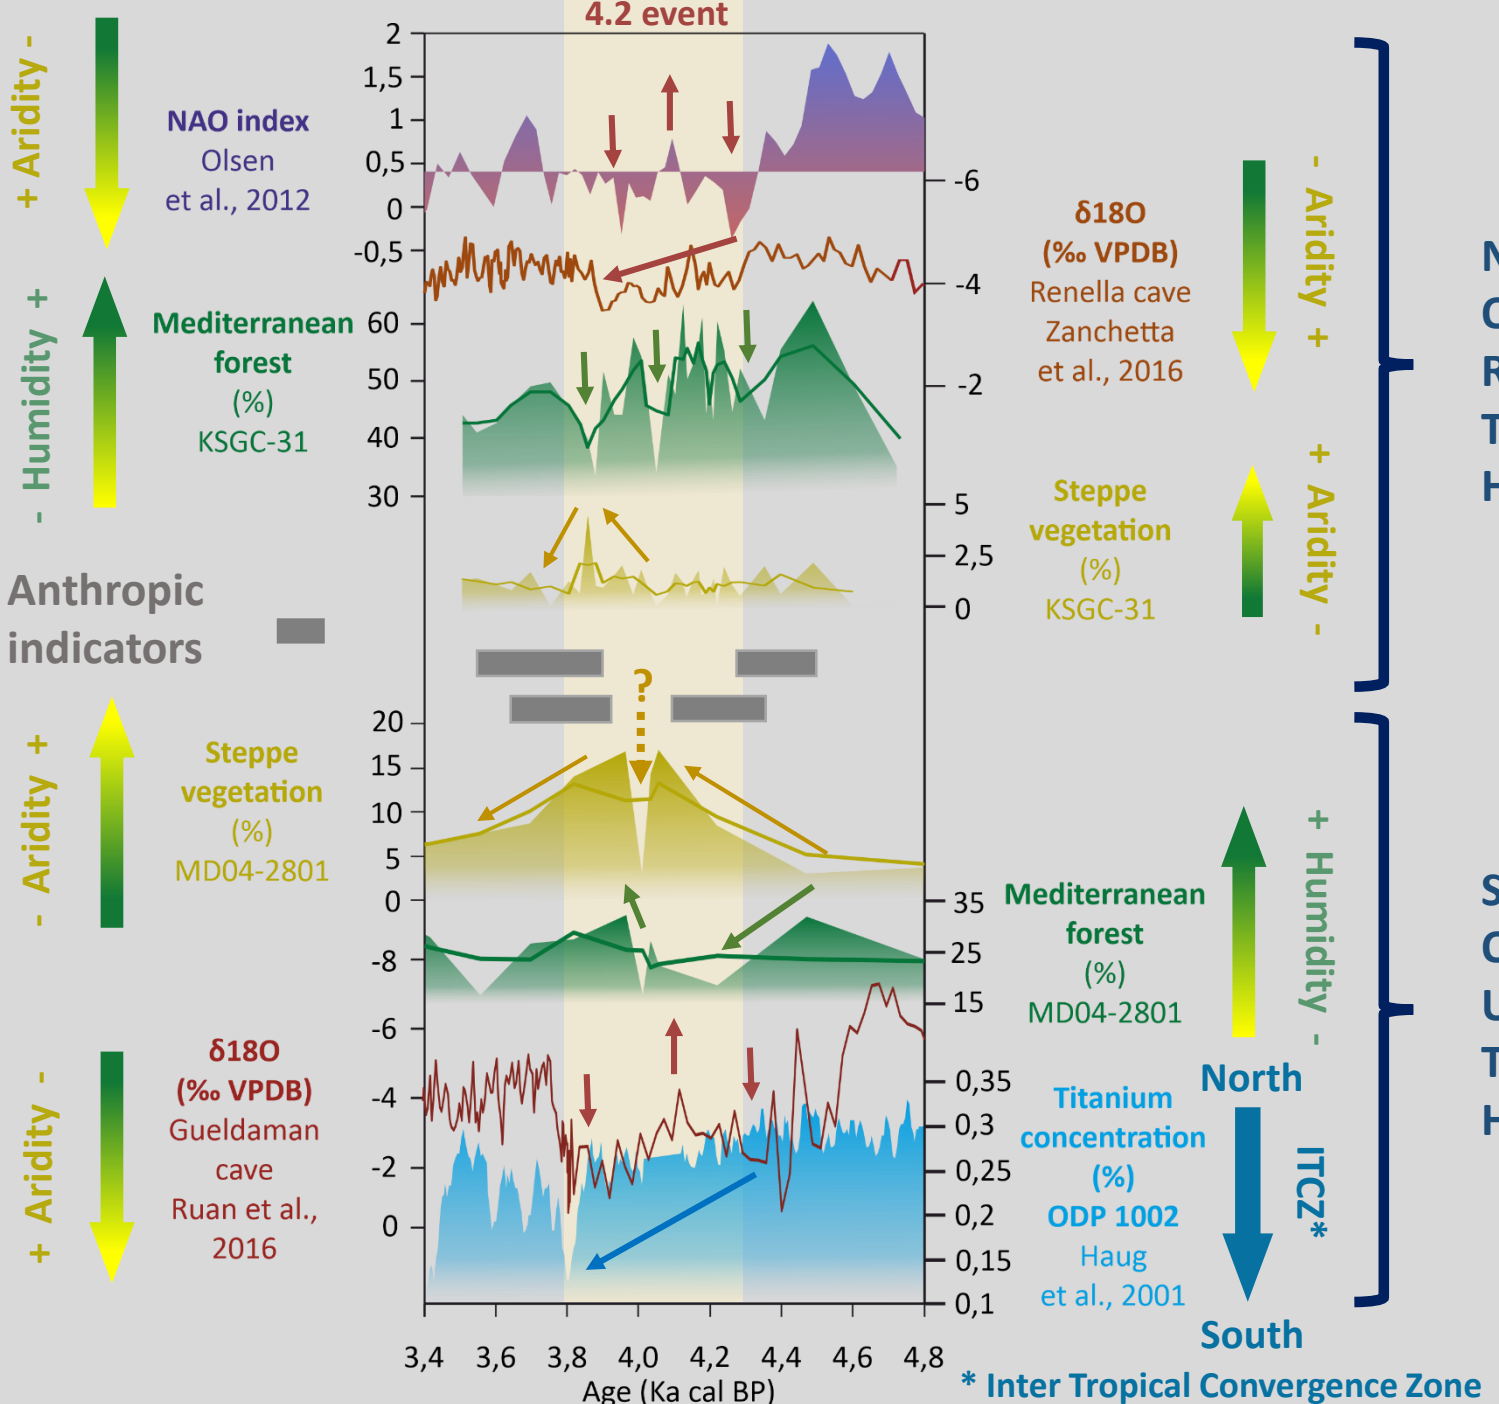 4.2 event
+ Aridity -
NAO index
Olsen
et al., 2012
2
1,5
1
0,5
0
-0,5
-6
-4
-2
δ18O
(‰ VPDB)
Renella cave
Zanchetta
et al., 2016
- Aridity +
- Humidity +
Mediterranean
forest
(%)
KSGC-31
60
50
40
30
5
2,5
0
Steppe
vegetation
(%)
KSGC-31
+ Aridity -
N
O
R
T
H
Anthropic
indicators
?
- Aridity +
Steppe
vegetation
(%)
MD04-2801
20
15
10
5
0
35
25
15
Mediterranean
forest
(%)
MD04-2801
+ Humidity -
S
O
U
T
H
+ Aridity -
δ18O
(‰ VPDB)
Gueldaman
cave
Ruan et al.,
2016
-8
-6
-4
-2
0
0,35
0,3
0,25
0,2
0,15
0,1
Titanium
concentration
(%)
ODP 1002
Haug
et al., 2001
North
ITCZ*
South
3,4 3,6 3,8 4,0 4,2 4,4 4,6 4,8
Age (Ka cal BP)
* Inter Tropical Convergence Zone